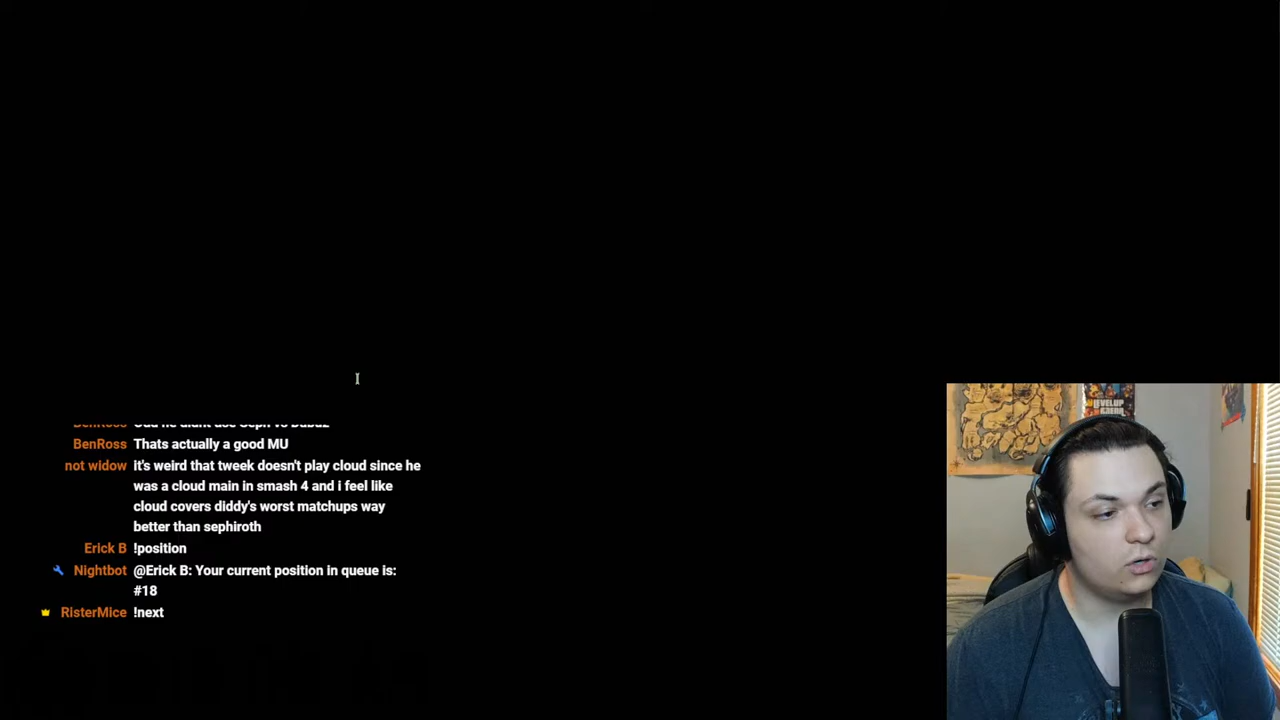 BenRoss
BenRoss Thats actually a good MU
not widow it's weird that tweek doesn't play cloud since he
was a cloud main in smash 4 and i feel like
cloud covers diddy's worst matchups way
better than sephiroth
Erick B !position
Nightbot @Erick B: Your current position in queue is:
#18
RisterMice !next
LEVELUP